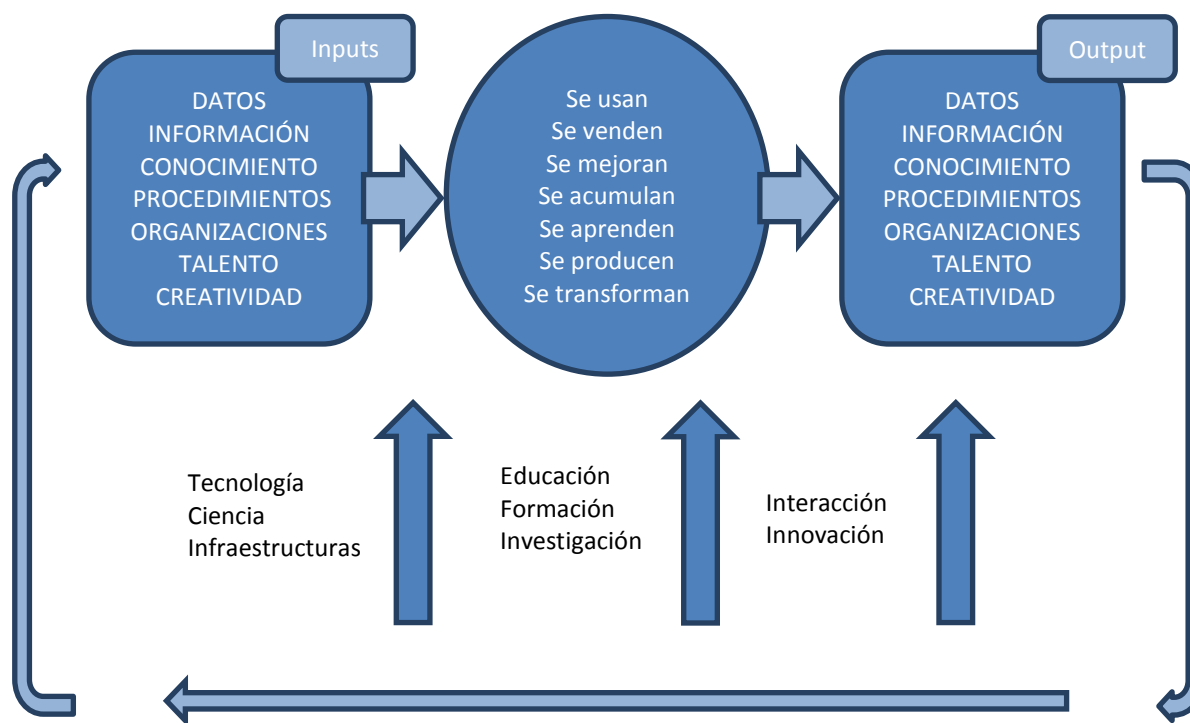 Inputs
DATOS
INFORMACIÓN
CONOCIMIENTO
PROCEDIMIENTOS
ORGANIZACIONES
TALENTO
CREATIVIDAD
Se usan
Se venden
Se mejoran
Se acumulan
Se aprenden
Se producen
Se transforman
Output
DATOS
INFORMACIÓN
CONOCIMIENTO
PROCEDIMIENTOS
ORGANIZACIONES
TALENTO
CREATIVIDAD
Tecnología
Ciencia
Infraestructuras
Educación
Formación
Investigación
Interacción
Innovación